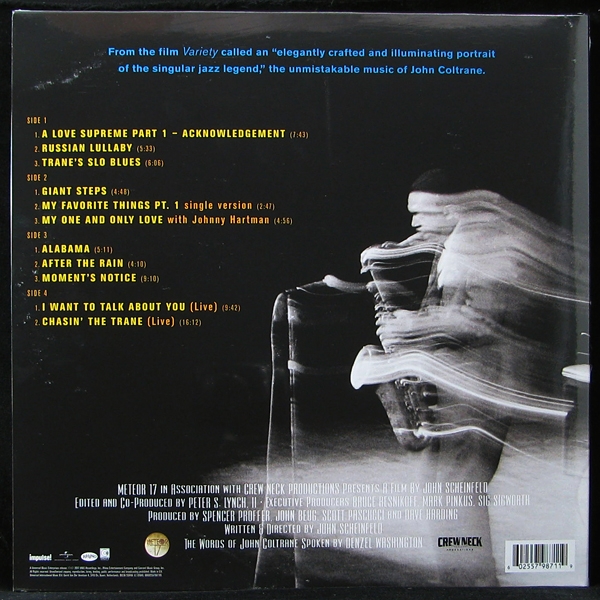 From the film Variety called an “elegantly crafted and illuminating portrait
of the singular jazz legend,” the unmistakable music of John Coltrane.
SIDE 1
1. A LOVE SUPREME PART 1 – ACKNOWLEDGEMENT (7:43)
2. RUSSIAN LULLABY (5:33)
3. TRANE'S SLO BLUES (6:06)
SIDE 2
1. GIANT STEPS (4:48)
2. MY FAVORITE THINGS PT. 1 single version (2:47)
3. MY ONE AND ONLY LOVE with Johnny Hartman (4:56)
SIDE 3
1. ALABAMA (5:11)
2. AFTER THE RAIN (4:10)
3. MOMENT'S NOTICE (9:10)
SIDE 4
1. I WANT TO TALK ABOUT YOU (Live) (9:42)
2. CHASIN' THE TRANE (Live) (16:12)
METEOR 17 IN ASSOCIATION WITH CREW NECK PRODUCTIONS PRESENTS A FILM BY JOHN SCHEINFELD
EDITED AND CO-PRODUCED BY PETER S. LYNCH, II - EXECUTIVE PRODUCERS BRUCE RESNIKOFF, MARK PINKUS, SIG SIGWORTH
PRODUCED BY SPENCER PROFFER, JOHN BEUG, SCOTT PASCUCCI AND DAVE HARDING
WRITTEN & DIRECTED BY JOHN SCHEINFELD
THE WORDS OF JOHN COLTRANE SPOKEN BY DENZEL WASHINGTON
impulse!
METEOR 17
CREW NECK
PRODUCTIONS
6 02557 98711 8